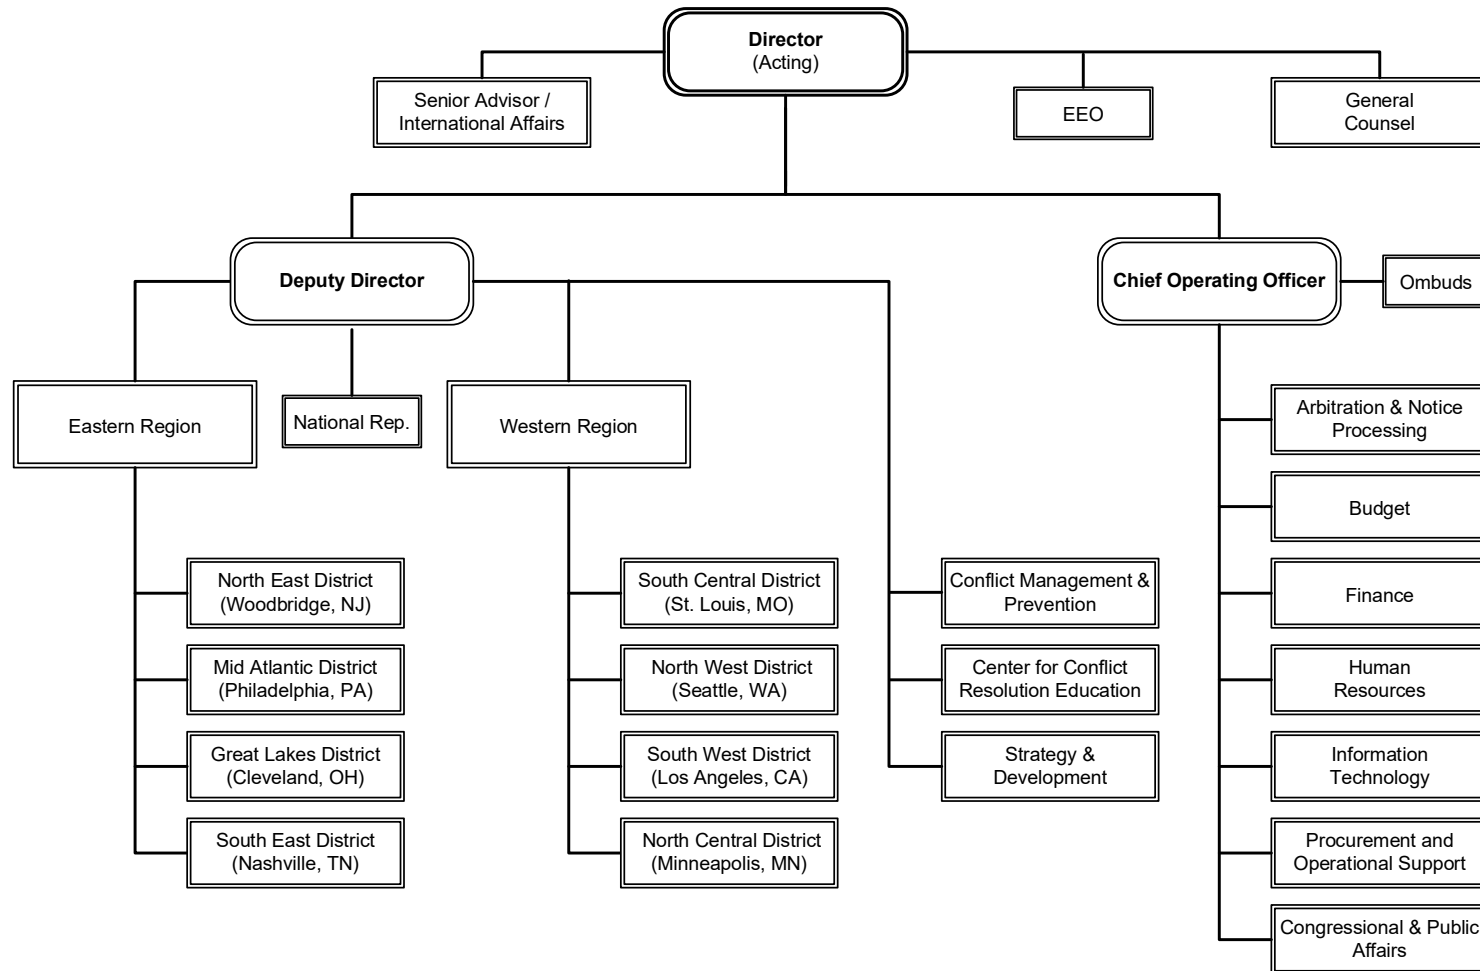 Director
(Acting)
Senior Advisor /
International Affairs
EEO
General
Counsel
Deputy Director
Chief Operating Officer
Ombuds
Eastern Region
National Rep.
Western Region
Arbitration & Notice
Processing
Budget
Finance
Human
Resources
Information
Technology
Procurement and
Operational Support
Congressional & Public
Affairs
North East District
(Woodbridge, NJ)
Mid Atlantic District
(Philadelphia, PA)
Great Lakes District
(Cleveland, OH)
South East District
(Nashville, TN)
South Central District
(St. Louis, MO)
North West District
(Seattle, WA)
South West District
(Los Angeles, CA)
North Central District
(Minneapolis, MN)
Conflict Management &
Prevention
Center for Conflict
Resolution Education
Strategy &
Development